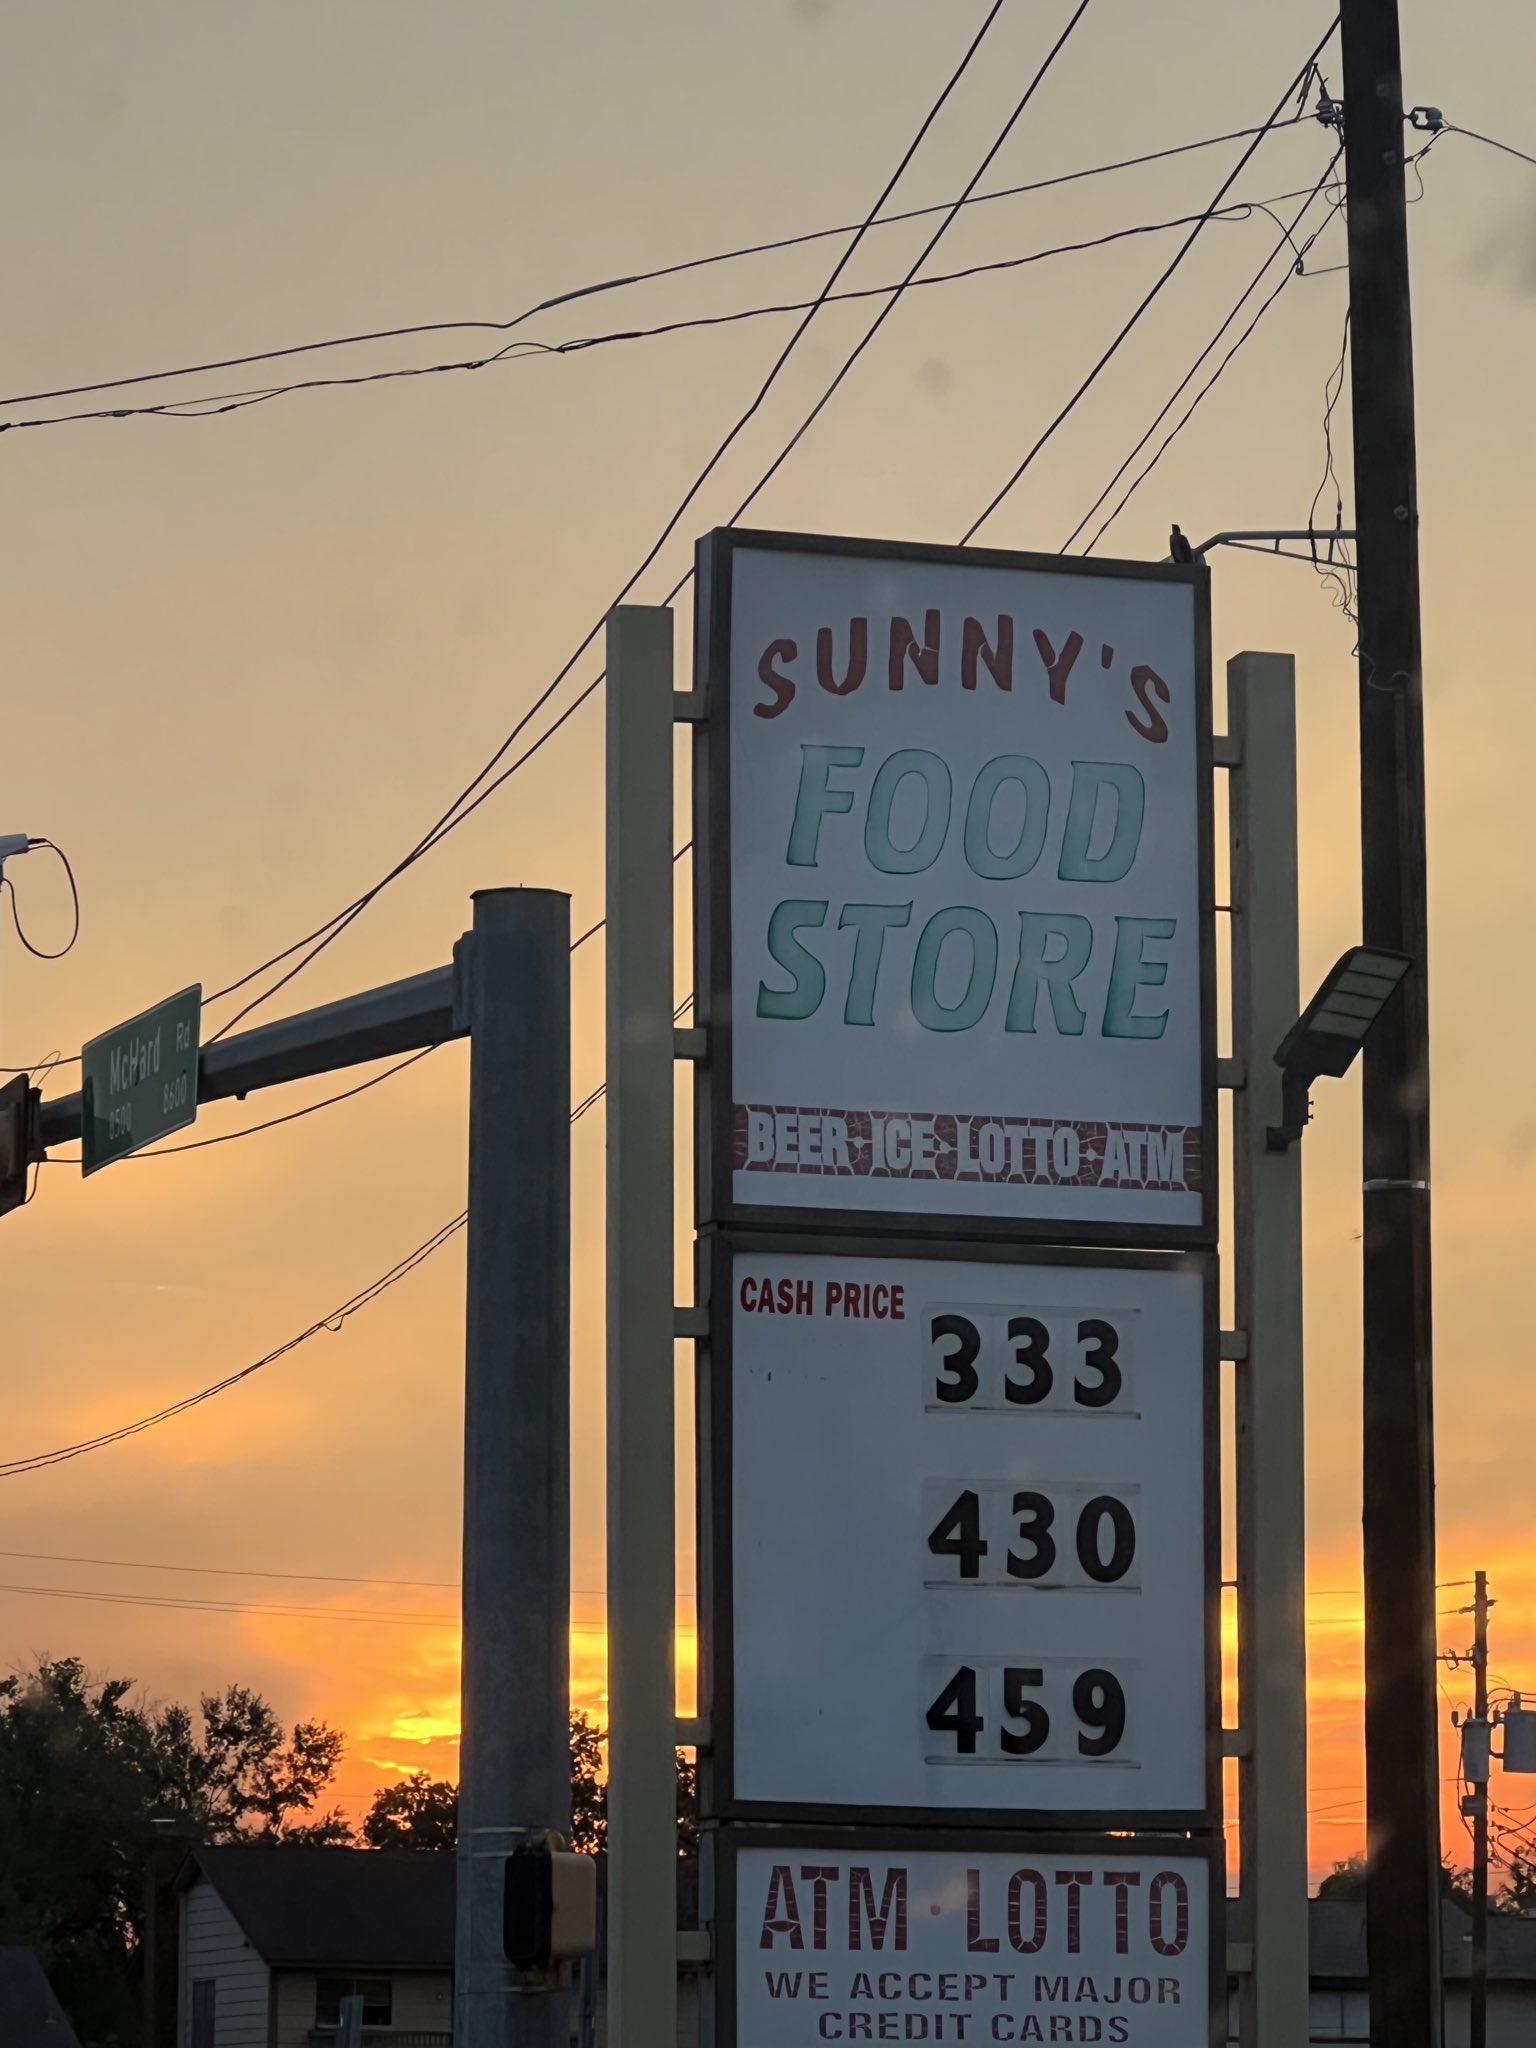 SUNNY'S
FOOD
STORE
BEER • ICE • LOTTO • ATM
McHard Rd
8500 8600
CASH PRICE
333
430
459
ATM • LOTTO
WE ACCEPT MAJOR
CREDIT CARDS